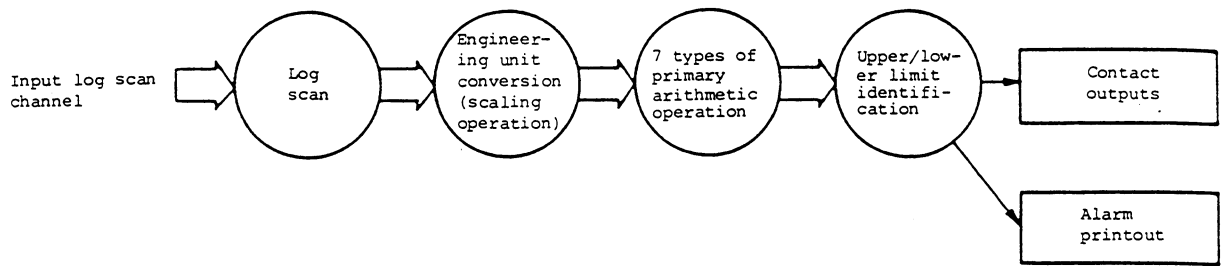 Input log scan
channel
Log
scan
Engineer-
ing unit
conversion
(scaling
operation)
7 types of
primary
arithmetic
operation
Upper/low-
er limit
identifi-
cation
Contact
outputs
Alarm
printout